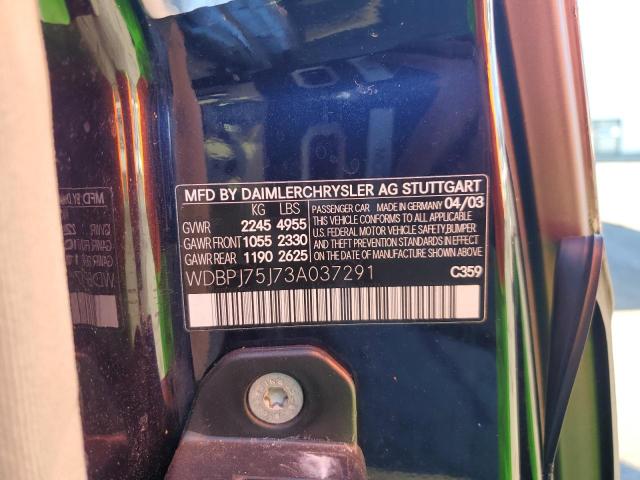 MFD BY DAIMLERCHRYSLER AG STUTTGART
KG LBS
GVWR 2245 4955
GAWR FRONT 1055 2330
GAWR REAR 1190 2625
PASSENGER CAR MADE IN GERMANY 04/03
THIS VEHICLE CONFORMS TO ALL APPLICABLE
U.S. FEDERAL MOTOR VEHICLE SAFETY,BUMPER,
AND THEFT PREVENTION STANDARDS IN EFFECT
ON THE DATE OF MANUFACTURE SHOWN ABOVE.
WDBPJ75J73A037291
C359